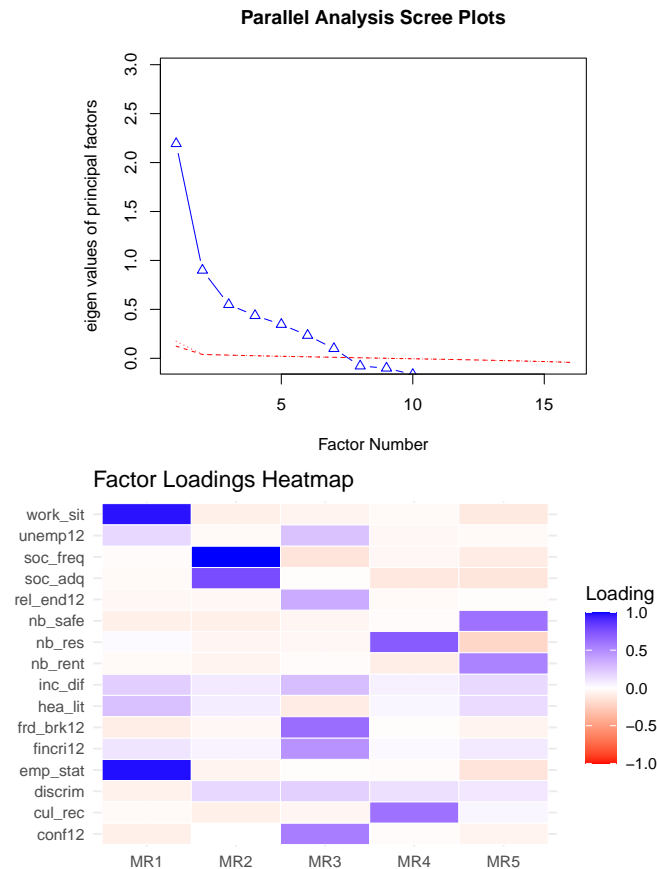 Parallel Analysis Scree Plots
3.0
2.5
2.0
1.5
1.0
0.5
0.0
eigen values of principal factors
5
10
15
Factor Number
Factor Loadings Heatmap
work_sit
unemp12
soc_freq
soc_adq
rel_end12
nb_safe
nb_res
nb_rent
inc_dif
hea_lit
frd_brk12
fincri12
emp_stat
discrim
cul_rec
conf12
MR1 MR2 MR3 MR4 MR5
Loading
1.0
0.5
0.0
−0.5
−1.0